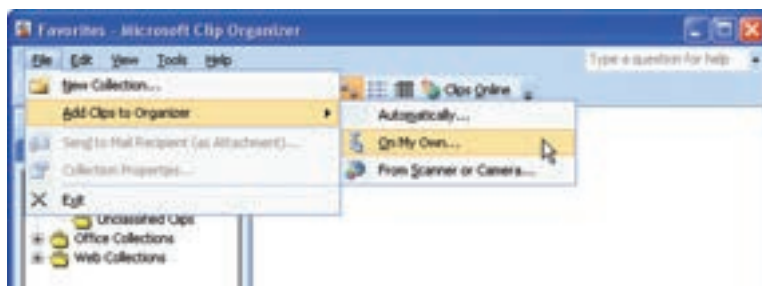 Favorites - Microsoft Clip Organizer
File Edit View Tools Help
Type a question for help
New Collection...
Clips Online
Add Clips to Organizer
Automatically...
Send to Mail Recipient (as Attachment)...
On My Own...
Collection Properties...
From Scanner or Camera...
Exit
Unclassified Clips
Office Collections
Web Collections